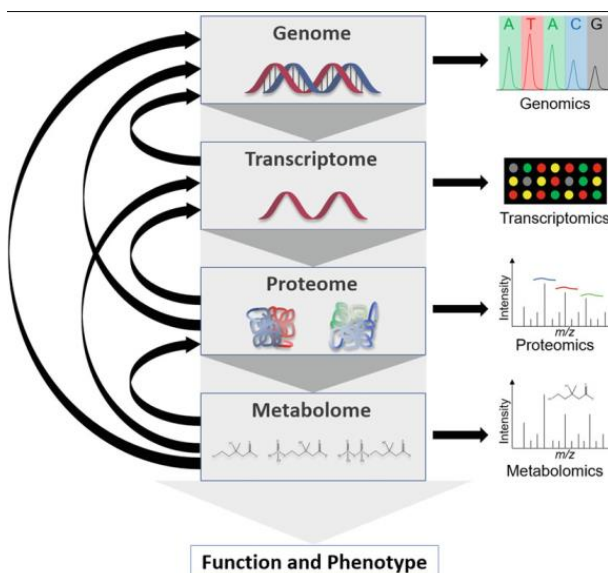 Genome
A T A C G
Genomics
Transcriptome
Transcriptomics
Proteome
Intensity
m/z
Proteomics
Metabolome
Intensity
m/z
Metabolomics
Function and Phenotype